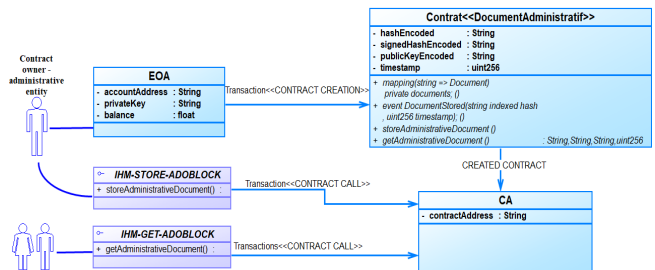 Contract
owner -
administrative
entity
EOA
- accountAddress : String
- privateKey : String
- balance : float
Transaction<<CONTRACT CREATION>>
Contrat<<DocumentAdministratif>>
- hashEncoded : String
- signedHashEncoded : String
- publicKeyEncoded : String
- timestamp : uint256
+ mapping(string => Document)
private documents; ()
+ event DocumentStored(string indexed hash
, uint256 timestamp); ()
+ storeAdministrativeDocument ()
+ getAdministrativeDocument () : String,String,String,uint256
CREATED CONTRACT
IHM-STORE-ADOBLOCK
+ storeAdministrativeDocument() :
Transaction<<CONTRACT CALL>>
CA
- contractAddress : String
IHM-GET-ADOBLOCK
+ getAdministrativeDocument() :
Transactions<<CONTRACT CALL>>